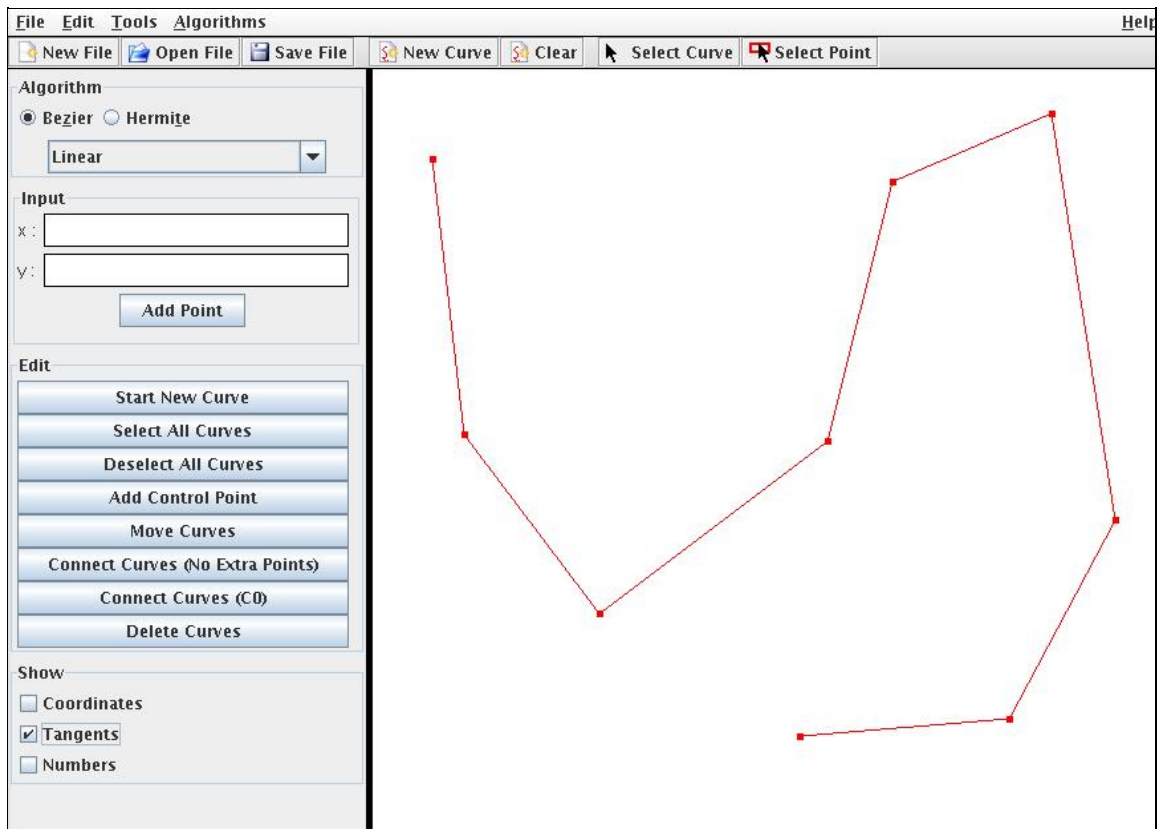 File Edit Tools Algorithms Help
New File Open File Save File New Curve Clear Select Curve Select Point
Algorithm
Bezier Hermite
Linear
Input
x:
y:
Add Point
Edit
Start New Curve
Select All Curves
Deselect All Curves
Add Control Point
Move Curves
Connect Curves (No Extra Points)
Connect Curves (C0)
Delete Curves
Show
Coordinates
Tangents
Numbers